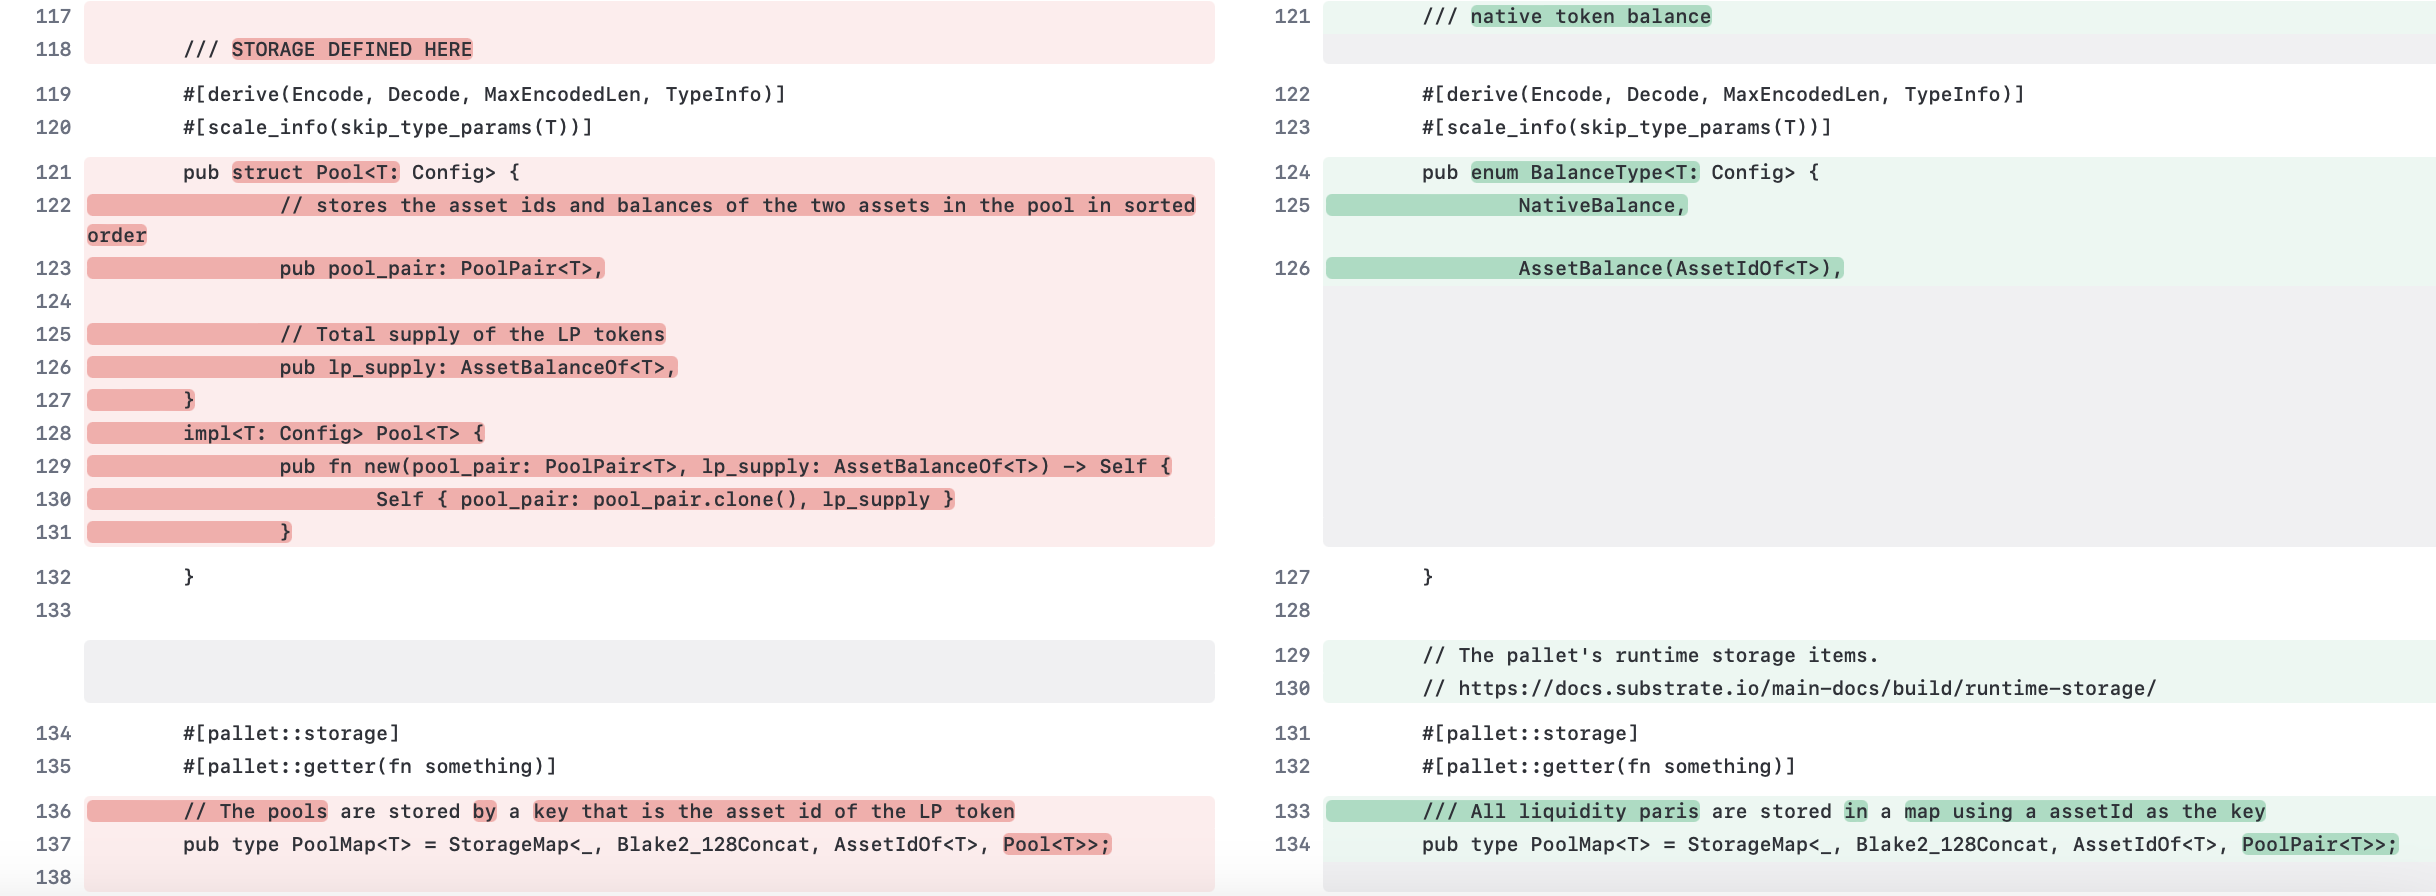 117
118 /// STORAGE DEFINED HERE
119 #[derive(Encode, Decode, MaxEncodedLen, TypeInfo)]
120 #[scale_info(skip_type_params(T))]
121 pub struct Pool<T: Config> {
122 // stores the asset ids and balances of the two assets in the pool in sorted
order
123 pub pool_pair: PoolPair<T>,
124
125 // Total supply of the LP tokens
126 pub lp_supply: AssetBalanceOf<T>,
127 }
128 impl<T: Config> Pool<T> {
129 pub fn new(pool_pair: PoolPair<T>, lp_supply: AssetBalanceOf<T>) -> Self {
130 Self { pool_pair: pool_pair.clone(), lp_supply }
131 }
132 }
133
134 #[pallet::storage]
135 #[pallet::getter(fn something)]
136 // The pools are stored by a key that is the asset id of the LP token
137 pub type PoolMap<T> = StorageMap<_, Blake2_128Concat, AssetIdOf<T>, Pool<T>>;
138
121 /// native token balance
122 #[derive(Encode, Decode, MaxEncodedLen, TypeInfo)]
123 #[scale_info(skip_type_params(T))]
124 pub enum BalanceType<T: Config> {
125 NativeBalance,
126 AssetBalance(AssetIdOf<T>),
127 }
128
129 // The pallet's runtime storage items.
130 // https://docs.substrate.io/main-docs/build/runtime-storage/
131 #[pallet::storage]
132 #[pallet::getter(fn something)]
133 /// All liquidity paris are stored in a map using a assetId as the key
134 pub type PoolMap<T> = StorageMap<_, Blake2_128Concat, AssetIdOf<T>, PoolPair<T>>;